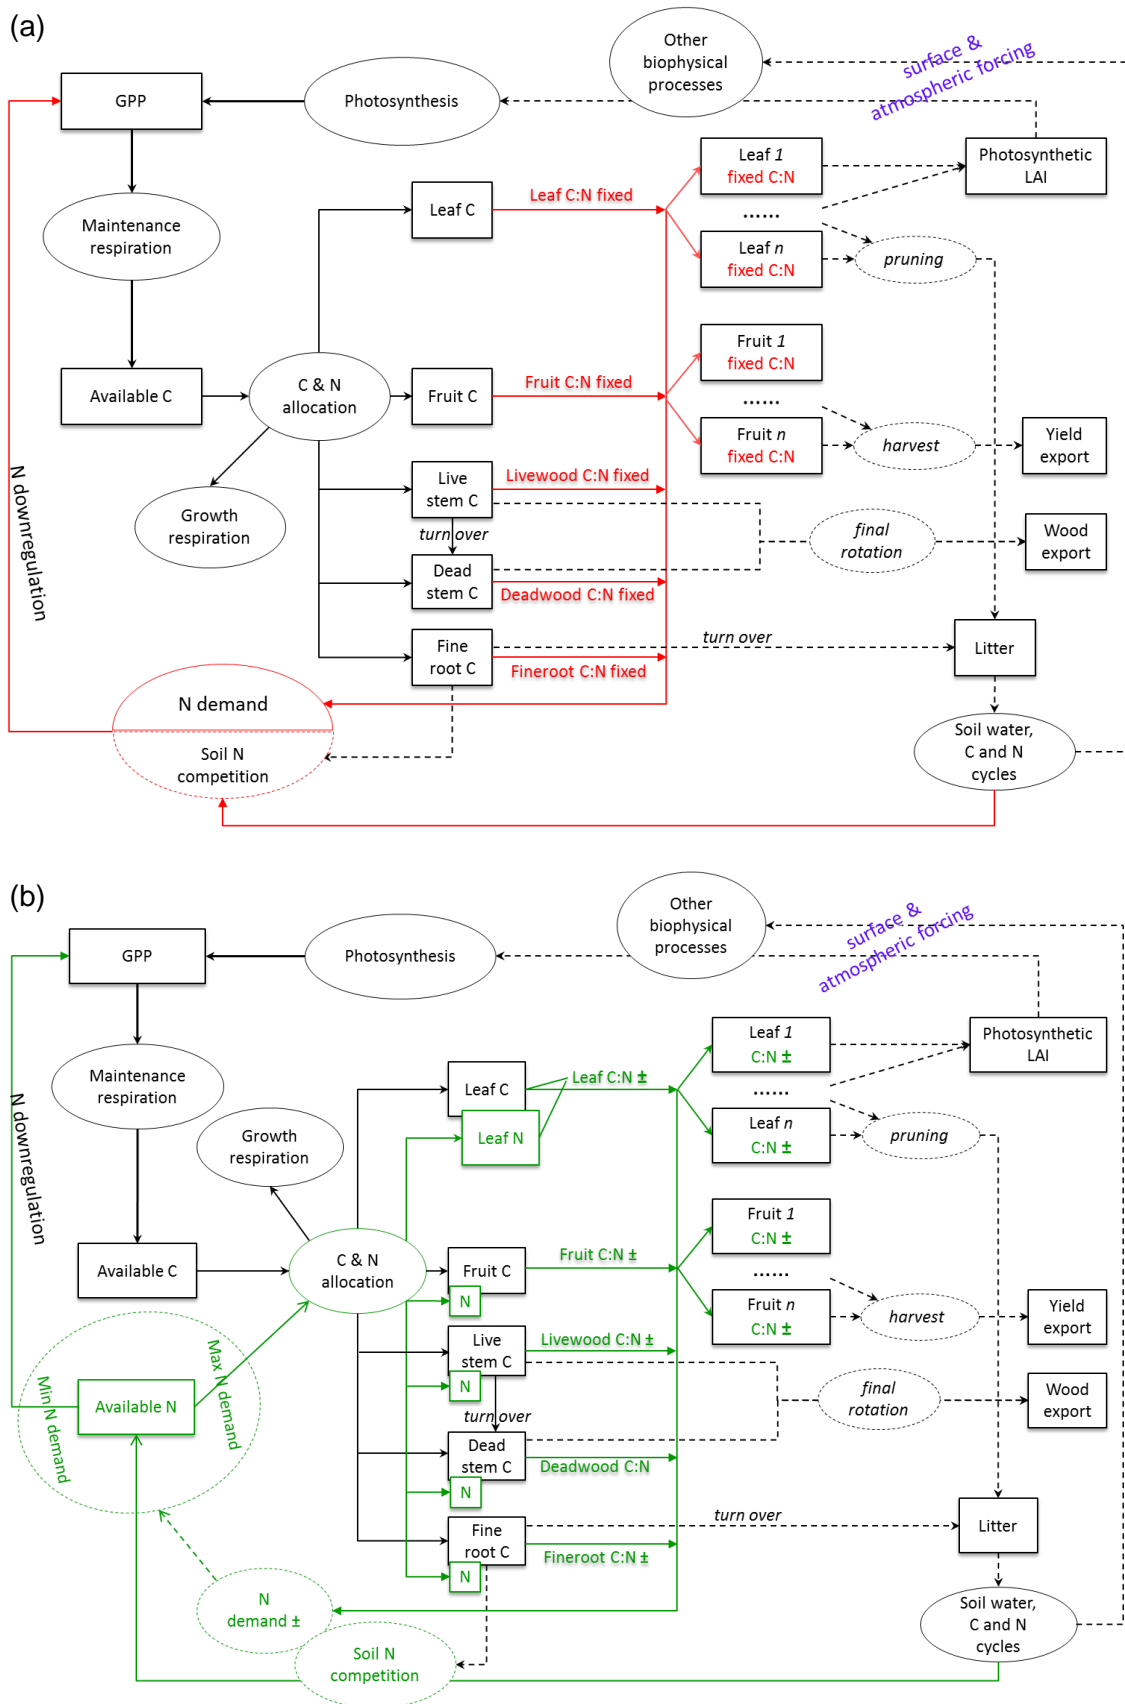 (a)
Other
biophysical
processes
surface &
atmospheric forcing
GPP
Photosynthesis
Leaf 1
fixed C:N
Photosynthetic
LAI
Maintenance
respiration
Leaf C
Leaf C:N fixed
......
Leaf n
fixed C:N
pruning
Fruit 1
fixed C:N
Available C
C & N
allocation
Fruit C
Fruit C:N fixed
......
Fruit n
fixed C:N
harvest
Yield
export
N downregulation
Growth
respiration
Live
stem C
Livewood C:N fixed
turn over
final
rotation
Wood
export
Dead
stem C
Deadwood C:N fixed
Fine
root C
Fineroot C:N fixed
turn over
Litter
N demand
Soil N
competition
Soil water,
C and N
cycles
(b)
Other
biophysical
processes
surface &
atmospheric forcing
GPP
Photosynthesis
Leaf 1
C:N ±
Photosynthetic
LAI
Maintenance
respiration
Leaf C
Leaf C:N ±
......
Leaf N
Leaf n
C:N ±
pruning
N downregulation
Growth
respiration
Fruit 1
C:N ±
Available C
C & N
allocation
Fruit C
N
Fruit C:N ±
......
Fruit n
C:N ±
harvest
Yield
export
Live
stem C
N
Livewood C:N ±
Max N demand
Min N demand
Available N
turn over
final
rotation
Wood
export
Dead
stem C
N
Deadwood C:N
Fine
root C
N
Fineroot C:N ±
turn over
Litter
N
demand ±
Soil N
competition
Soil water,
C and N
cycles